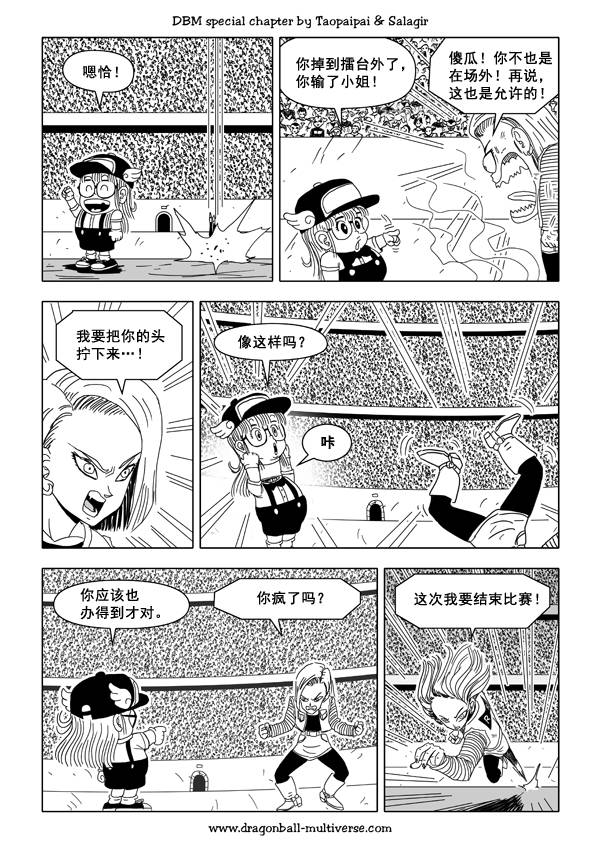 DBM special chapter by Taopaipai & Salagir
嗯恰！
你掉到擂台外了，
你输了小姐！
傻瓜！你不也是
在场外！再说，
这也是允许的！
我要把你的头
拧下来…！
像这样吗？
咔
你应该也
办得到才对。
你疯了吗？
这次我要结束比赛！
www.dragonball-multiverse.com